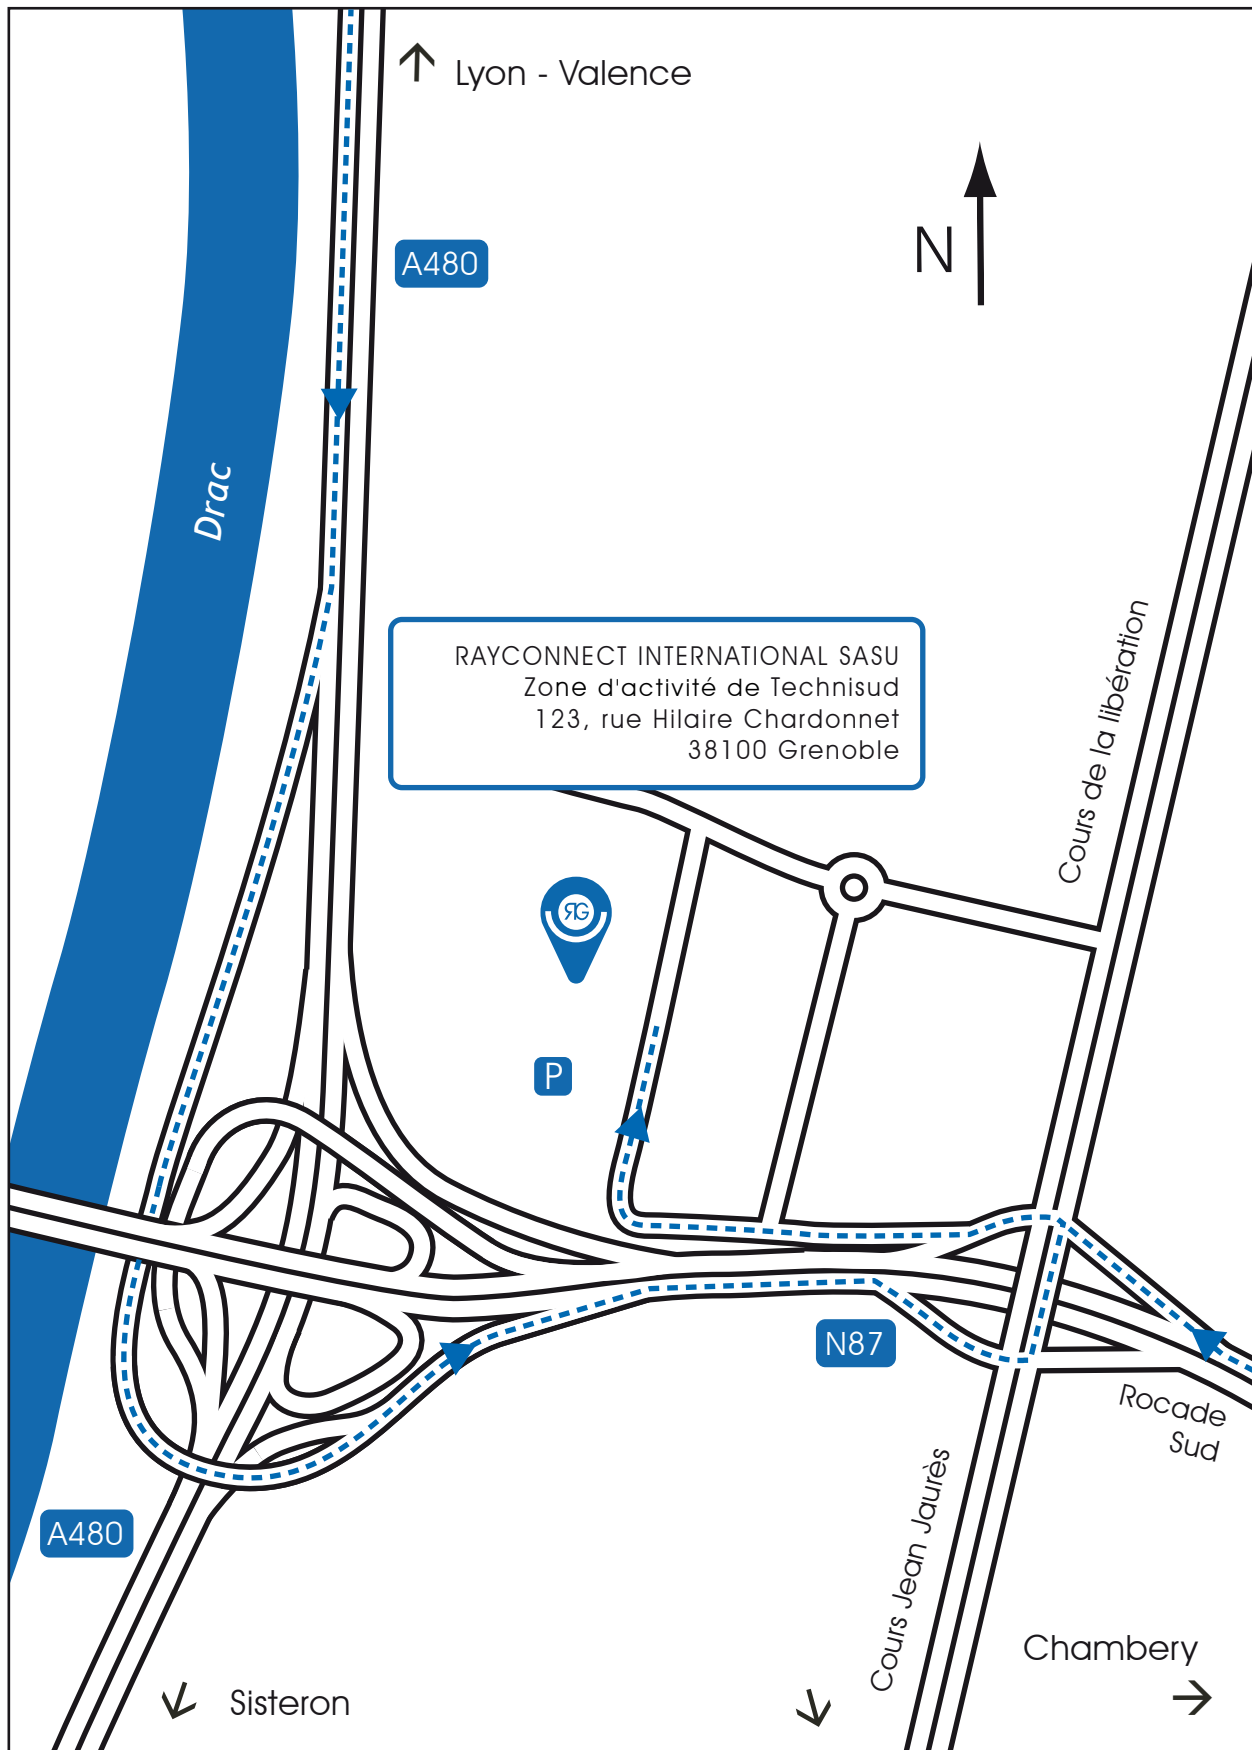 Lyon - Valence
N
A480
Drac
RAYCONNECT INTERNATIONAL SASU
Zone d'activité de Technisud
123, rue Hilaire Chardonnet
38100 Grenoble
Cours de la libération
RG
P
N87
Rocade
Sud
A480
Cours Jean Jaurès
Chambery
Sisteron